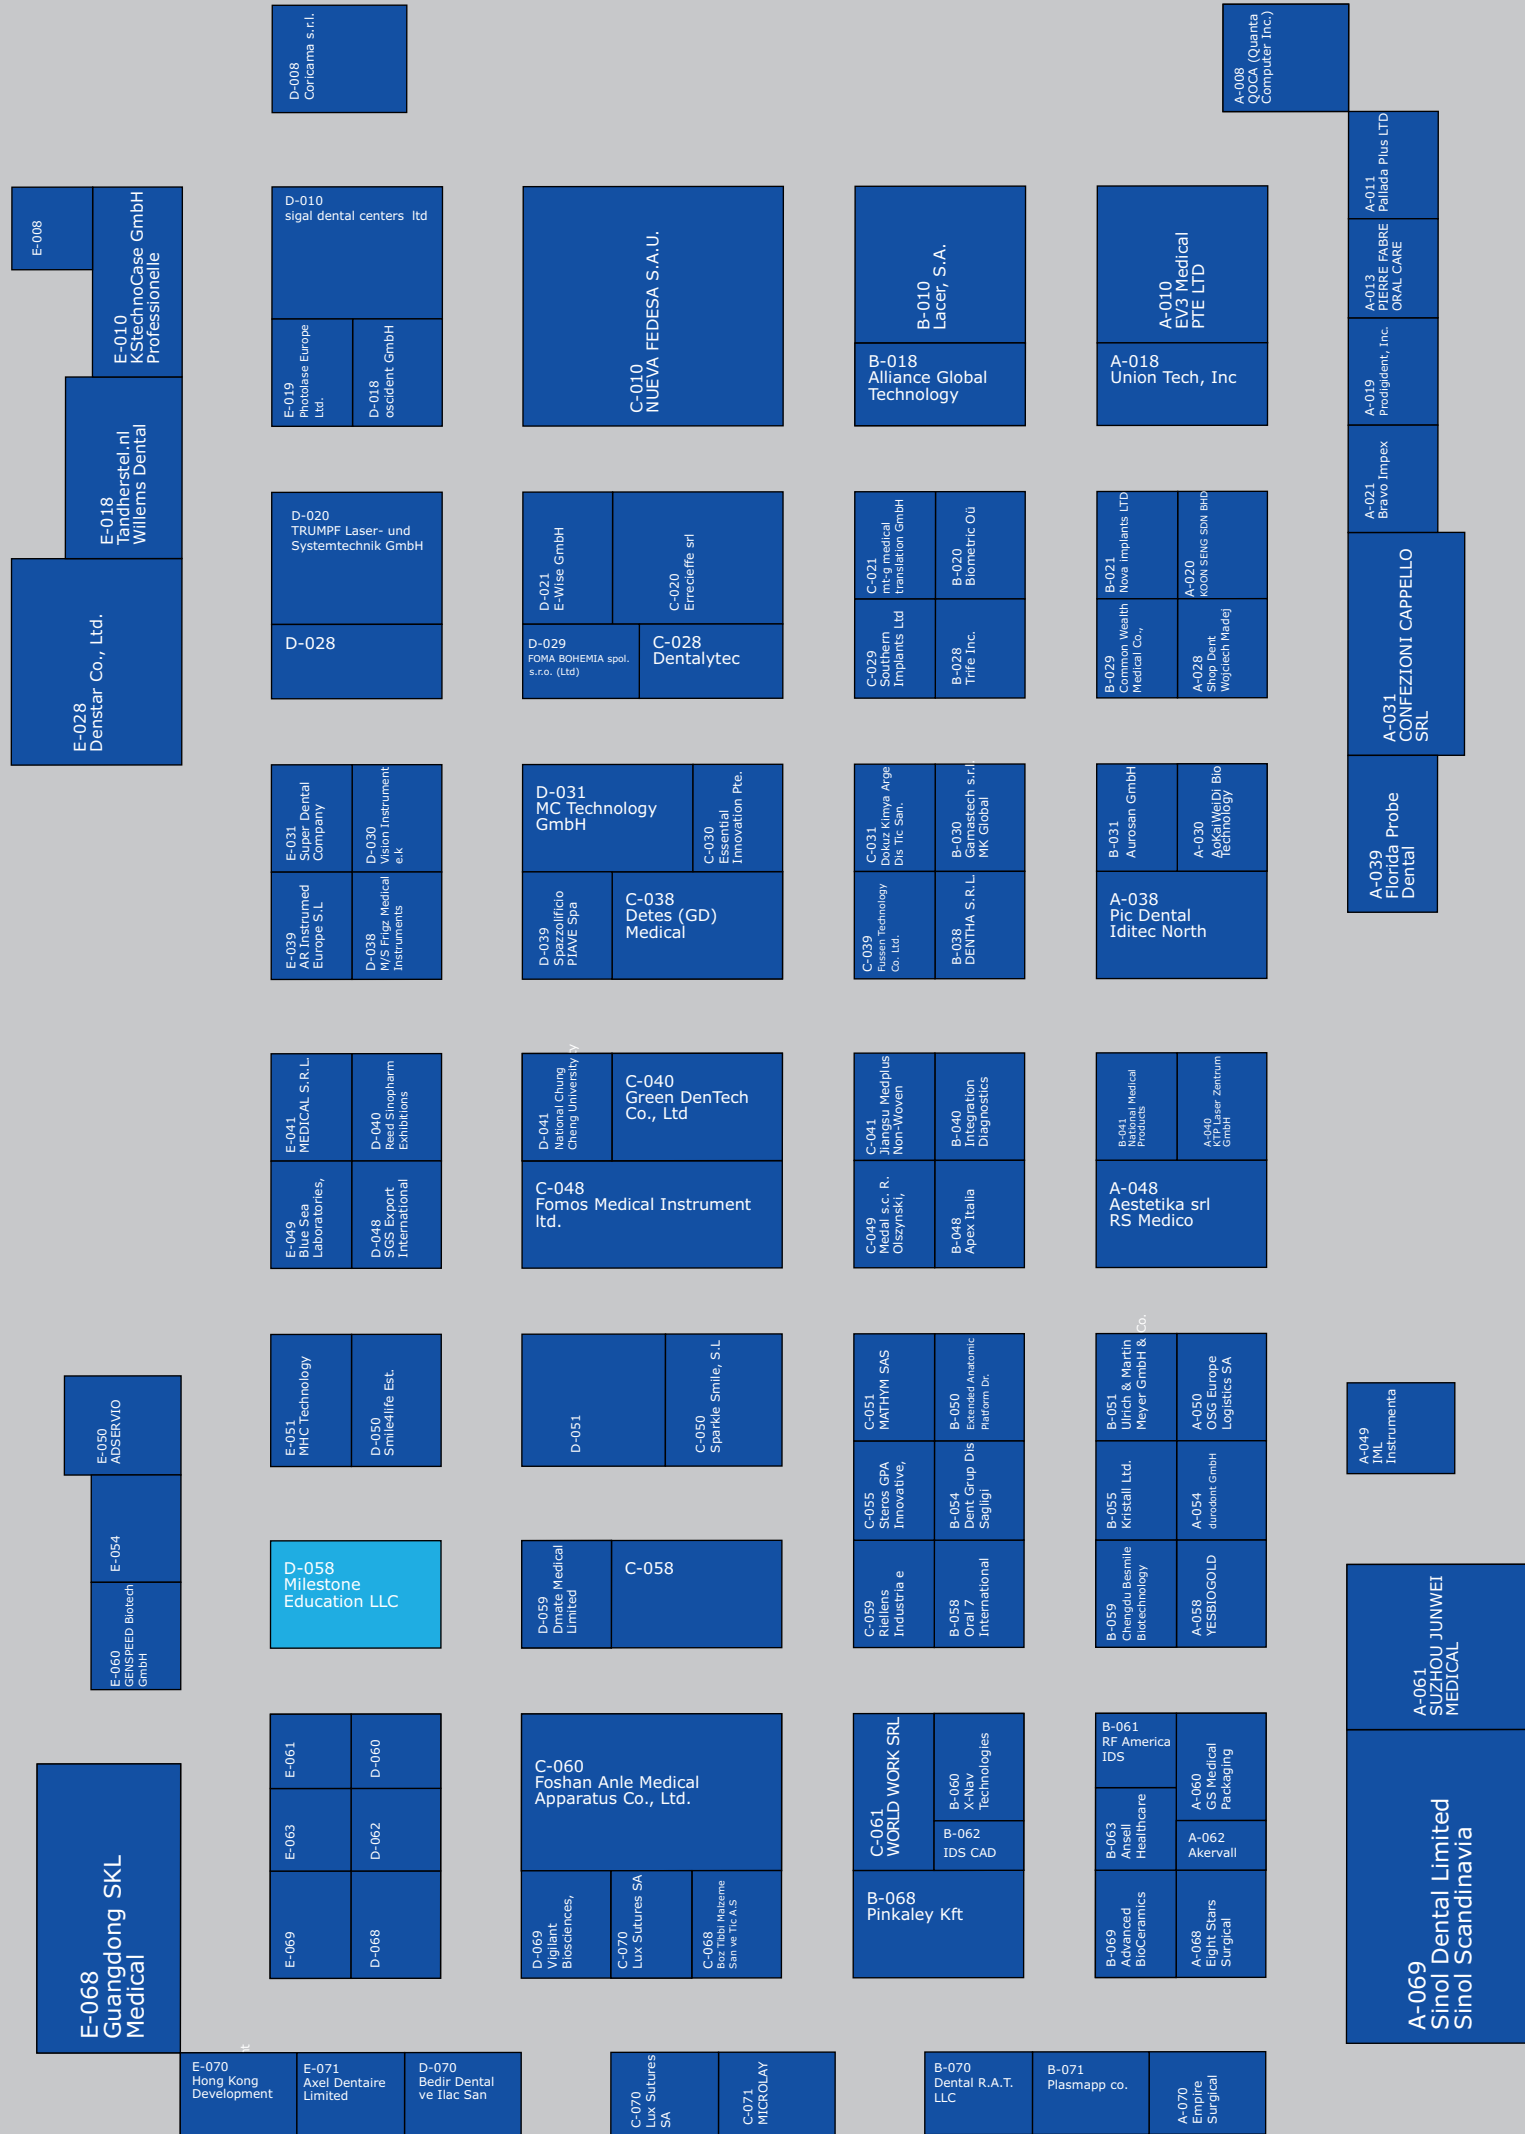 D-008
Coricama s.r.l.
A-008
QOCA (Quanta
Computer Inc.)
A-011
Pallada Plus LTD
E-008
E-010
KStechnoCase GmbH
Professionelle
D-010
sigal dental centers ltd
C-010
NUEVA FEDESA S.A.U.
B-010
Lacer, S.A.
A-010
EV3 Medical
PTE LTD
A-013
PIERRE FABRE
ORAL CARE
E-019
Photolase Europe
Ltd.
D-018
oscident GmbH
B-018
Alliance Global
Technology
A-018
Union Tech, Inc
A-019
Prodigident, Inc.
E-018
Tandherstel.nl
Willems Dental
A-021
Bravo Impex
D-020
TRUMPF Laser- und
Systemtechnik GmbH
D-021
E-Wise GmbH
C-020
Errecieffe srl
C-021
mt-g medical
translation GmbH
B-020
Biometric Oü
B-021
Nova implants LTD
A-020
KOON SENG SDN BHD
E-028
Denstar Co., Ltd.
D-028
D-029
FOMA BOHEMIA spol.
s.r.o. (Ltd)
C-028
Dentalytec
C-029
Southern
Implants Ltd
B-028
Trife Inc.
B-029
Common Wealth
Medical Co.,
A-028
Shop Dent
Wojciech Madej
A-031
CONFEZIONI CAPPELLO
SRL
E-031
Super Dental
Company
D-030
Vision Instrument
e.k
D-031
MC Technology
GmbH
C-030
Essential
Innovation Pte.
C-031
Dokuz Kimya Arge
Dis Tic San.
B-030
Gamastech s.r.l.
MK Global
B-031
Aurosan GmbH
A-030
AoKaiWeiDi Bio
Technology
A-039
Florida Probe
Dental
E-039
AR Instrumed
Europe S.L
D-038
M/S Frigz Medical
Instruments
D-039
Spazzolificio
PIAVE Spa
C-038
Detes (GD)
Medical
C-039
Fussen Technology
Co. Ltd.
B-038
DENTHA S.R.L.
A-038
Pic Dental
Iditec North
E-041
MEDICAL S.R.L.
D-040
Reed Sinopharm
Exhibitions
D-041
National Chung
Cheng University
C-040
Green DenTech
Co., Ltd
C-041
Jiangsu Medplus
Non-Woven
B-040
Integration
Diagnostics
B-041
National Medical
Products
A-040
KTP Laser Zentrum
GmbH
E-049
Blue Sea
Laboratories,
D-048
SGS Export
International
C-048
Fomos Medical Instrument
ltd.
C-049
Medal s.c. R.
Olszynski,
B-048
Apex Italia
A-048
Aestetika srl
RS Medico
E-050
ADSERVIO
E-051
MHC Technology
D-050
Smile4life Est.
D-051
C-050
Sparkle Smile, S.L
C-051
MATHYM SAS
B-050
Extended Anatomic
Platform Dr.
B-051
Ulrich & Martin
Meyer GmbH & Co.
A-050
OSG Europe
Logistics SA
A-049
IML
Instrumenta
E-054
C-055
Steros GPA
Innovative,
B-054
Dent Grup Dis
Sagligi
B-055
Kristall Ltd.
A-054
durodont GmbH
E-060
GENSPEED Biotech
GmbH
D-058
Milestone
Education LLC
D-059
Dmate Medical
Limited
C-058
C-059
Riellens
Industria e
B-058
Oral 7
International
B-059
Chengdu Besmile
Biotechnology
A-058
YESBIOGOLD
A-061
SUZHOU JUNWEI
MEDICAL
E-061
D-060
C-060
Foshan Anle Medical
Apparatus Co., Ltd.
C-061
WORLD WORK SRL
B-060
X-Nav
Technologies
B-061
RF America
IDS
A-060
GS Medical
Packaging
E-063
D-062
B-062
IDS CAD
B-063
Ansell
Healthcare
A-062
Akervall
E-068
Guangdong SKL
Medical
E-069
D-068
D-069
Vigilant
Biosciences,
C-070
Lux Sutures SA
C-068
Boz Tibbi Malzeme
San ve Tic A.S
B-068
Pinkaley Kft
B-069
Advanced
BioCeramics
A-068
Eight Stars
Surgical
A-069
Sinol Dental Limited
Sinol Scandinavia
E-070
Hong Kong
Development
E-071
Axel Dentaire
Limited
D-070
Bedir Dental
ve Ilac San
C-070
Lux Sutures
SA
C-071
MICROLAY
B-070
Dental R.A.T.
LLC
B-071
Plasmapp co.
A-070
Empire
Surgical